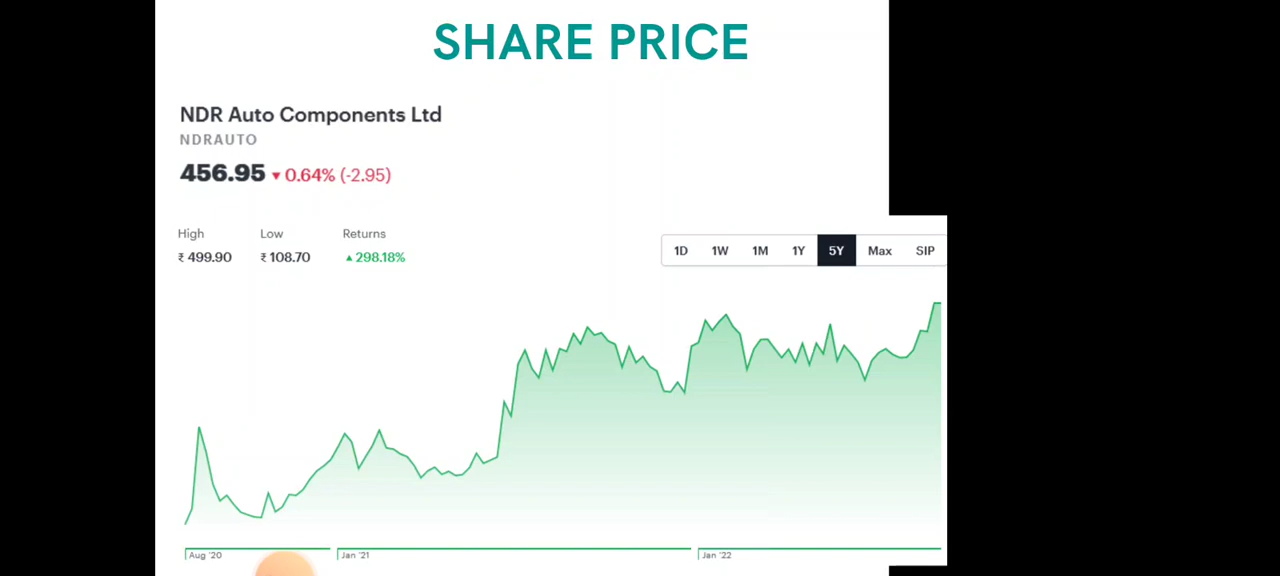 SHARE PRICE
NDR Auto Components Ltd
NDRAUTO
456.95 ▼ 0.64% (-2.95)
High Low Returns
₹ 499.90 ₹ 108.70 ▲ 298.18%
1D 1W 1M 1Y 5Y Max SIP
Aug '20 Jan '21 Jan '22